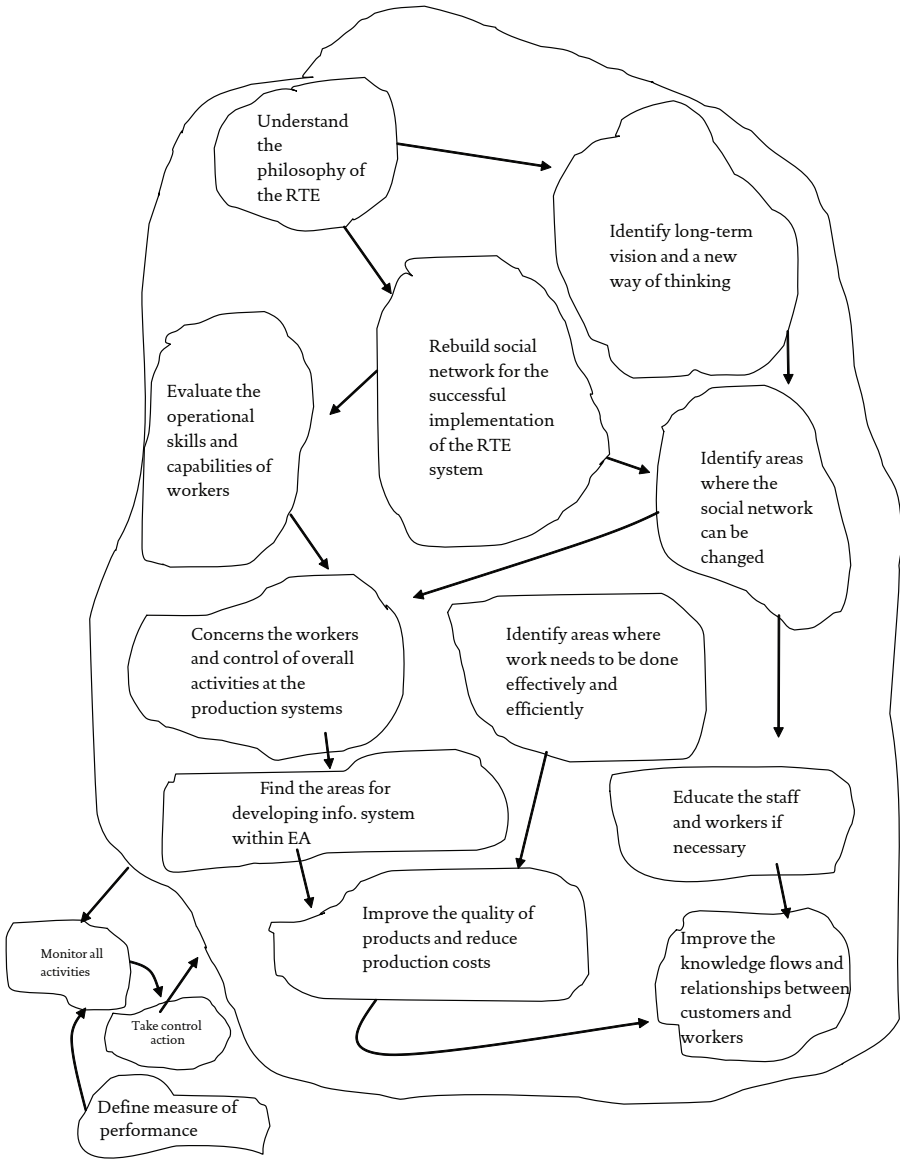 Understand
the
philosophy of
the RTE
Identify long-term
vision and a new
way of thinking
Rebuild social
network for the
successful
implementation
of the RTE
system
Evaluate the
operational
skills and
capabilities of
workers
Identify areas
where the
social network
can be
changed
Concerns the workers
and control of overall
activities at the
production systems
Identify areas where
work needs to be done
effectively and
efficiently
Find the areas for
developing info. system
within EA
Educate the staff
and workers if
necessary
Improve the quality of
products and reduce
production costs
Improve the
knowledge flows and
relationships between
customers and
workers
Monitor all
activities
Take control
action
Define measure of
performance